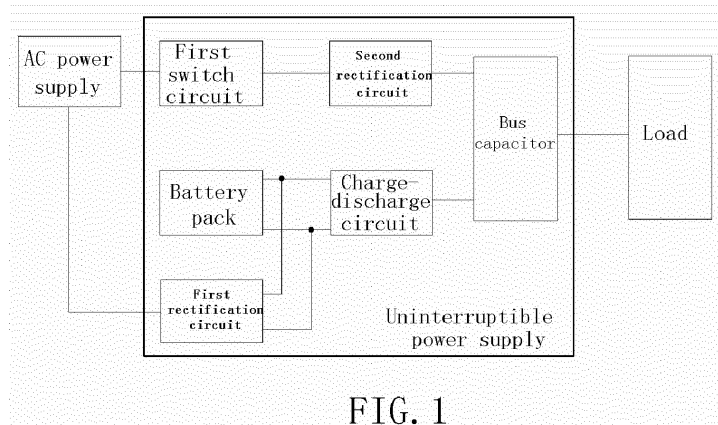 AC power
supply
First
switch
circuit
Second
rectification
circuit
Bus
capacitor
Load
Battery
pack
Charge-
discharge
circuit
First
rectification
circuit
Uninterruptible
power supply
FIG. 1